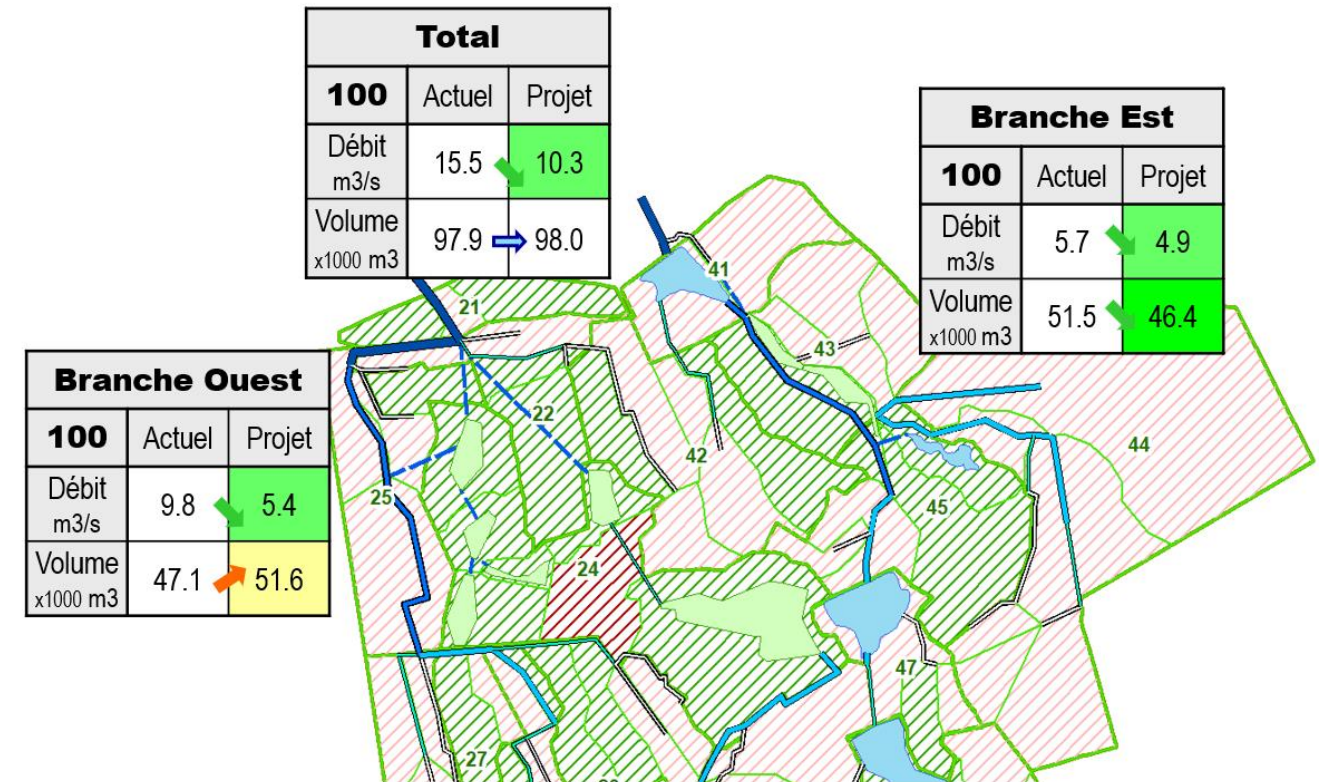 Total
100 Actuel Projet
Débit
m3/s
15.5 10.3
Volume
x1000 m3
97.9 98.0
Branche Est
100 Actuel Projet
Débit
m3/s
5.7 4.9
Volume
x1000 m3
51.5 46.4
Branche Ouest
100 Actuel Projet
Débit
m3/s
9.8 5.4
Volume
x1000 m3
47.1 51.6
41
21
43
22
42
44
25
45
24
47
27